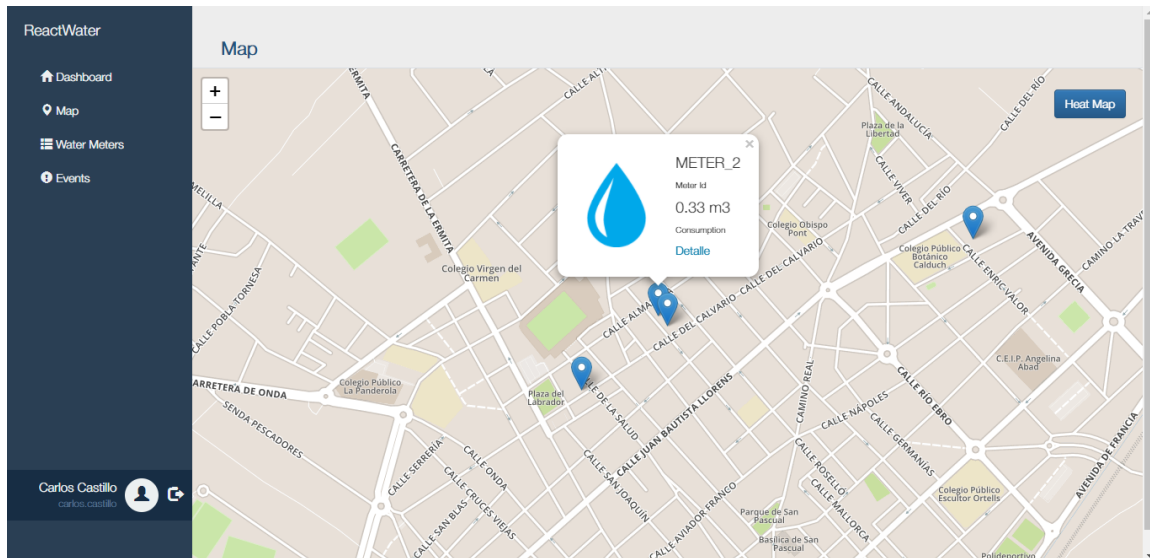 ReactWater
Dashboard
Map
Water Meters
Events
Carlos Castillo
carlos.castillo
Map
+
−
Heat Map
×
METER_2
Meter Id
0.33 m3
Consumption
Detalle
ERMITA
CALLE ALT
CALLE ANDALUCÍA
CALLE DEL RÍO
Plaza de la
Libertad
CARRETERA DE LA ERMITA
CALLE VIVER
MELILLA
CALLE DEL RÍO
Colegio Obispo
Pont
AVENIDA GRECIA
CAMINO LA TRAV
Colegio Público
Botánico
Calduch
Colegio Virgen del
Carmen
CALLE DEL CALVARIO
CALLE ENRIC VALOR
CALLE POBLA TORNESA
CALLE ALMA
CALLE DEL CALVARIO
C.E.I.P. Angelina
Abad
ARRETERA DE ONDA
Colegio Público
La Panderola
Plaza del
Labrador
CALLE DE LA SALUD
CALLE JUAN BAUTISTA LLORENS
CAMINO REAL
CALLE NÁPOLES
CALLE RÍO EBRO
SENDA PESCADORES
CALLE GERMANIAS
AVENIDA DE FRANCIA
CALLE SERRERÍA
CALLE ONDA
CALLE CRUCES VIEJAS
CALLE SAN BLAS
CALLE SAN JOAQUÍN
CALLE AVIADOR FRANCO
CALLE ROSELLÓ
CALLE MALLORCA
Colegio Público
Escultor Ortells
Parque de San
Pascual
Basílica de San
Pascual
Polideportivo